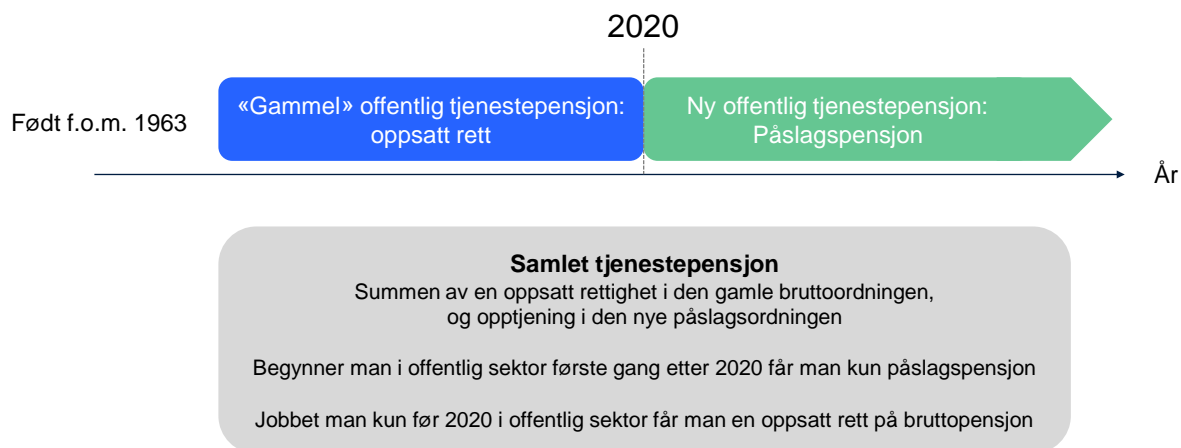 2020
Født f.o.m. 1963
«Gammel» offentlig tjenestepensjon:
oppsatt rett
Ny offentlig tjenestepensjon:
Påslagspensjon
År
Samlet tjenestepensjon
Summen av en oppsatt rettighet i den gamle bruttoordningen,
og opptjening i den nye påslagsordningen
Begynner man i offentlig sektor første gang etter 2020 får man kun påslagspensjon
Jobbet man kun før 2020 i offentlig sektor får man en oppsatt rett på bruttopensjon